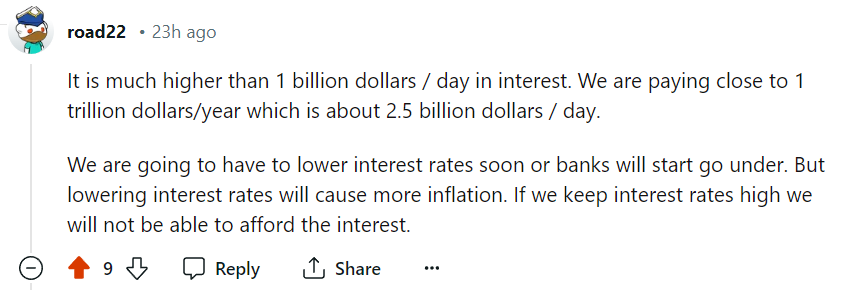 road22 • 23h ago
It is much higher than 1 billion dollars / day in interest. We are paying close to 1
trillion dollars/year which is about 2.5 billion dollars / day.
We are going to have to lower interest rates soon or banks will start go under. But
lowering interest rates will cause more inflation. If we keep interest rates high we
will not be able to afford the interest.
9 Reply Share ...